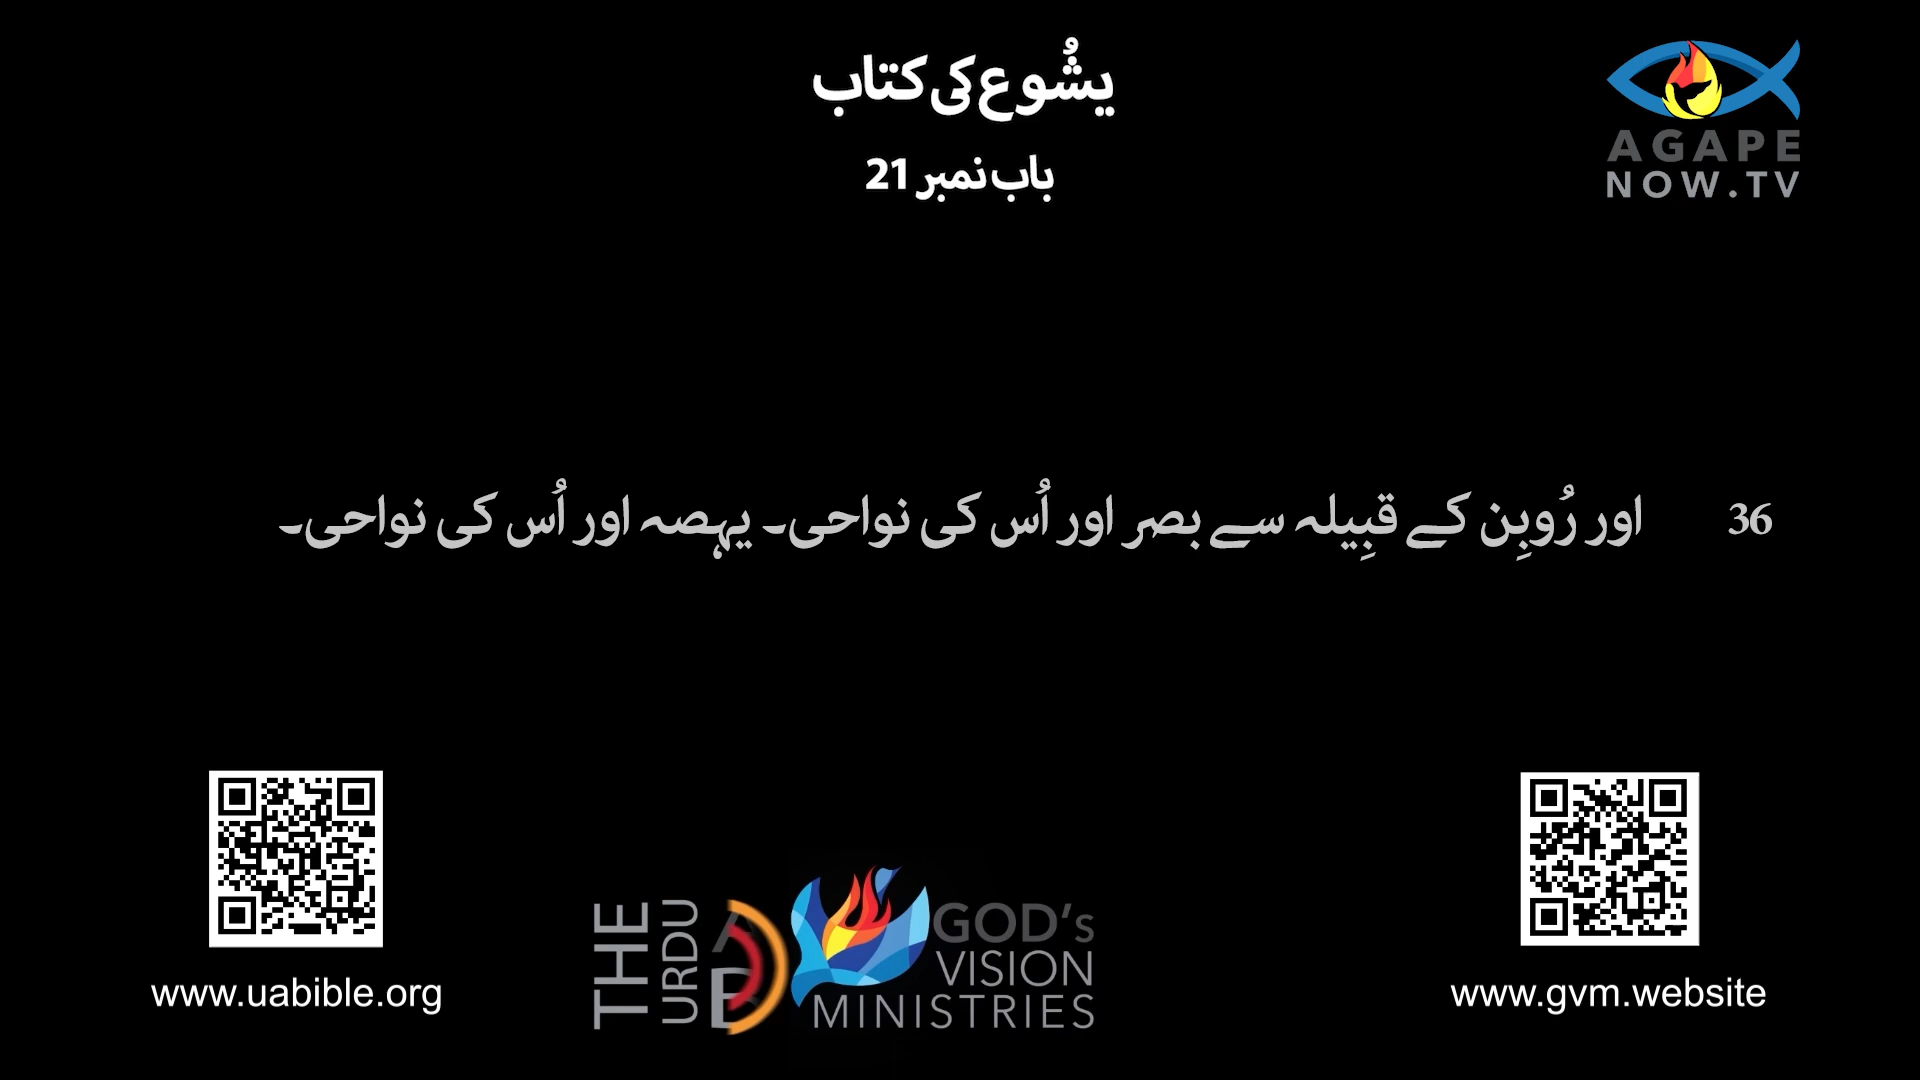 یشُوع کی کتاب
باب نمبر 21
AGAPE
NOW.TV
36 اور رُوبِن کے قبِیلہ سے بصر اور اُس کی نواحی۔ یہصہ اور اُس کی نواحی۔
THE
URDU
AB
GOD's
VISION
MINISTRIES
www.uabible.org
www.gvm.website